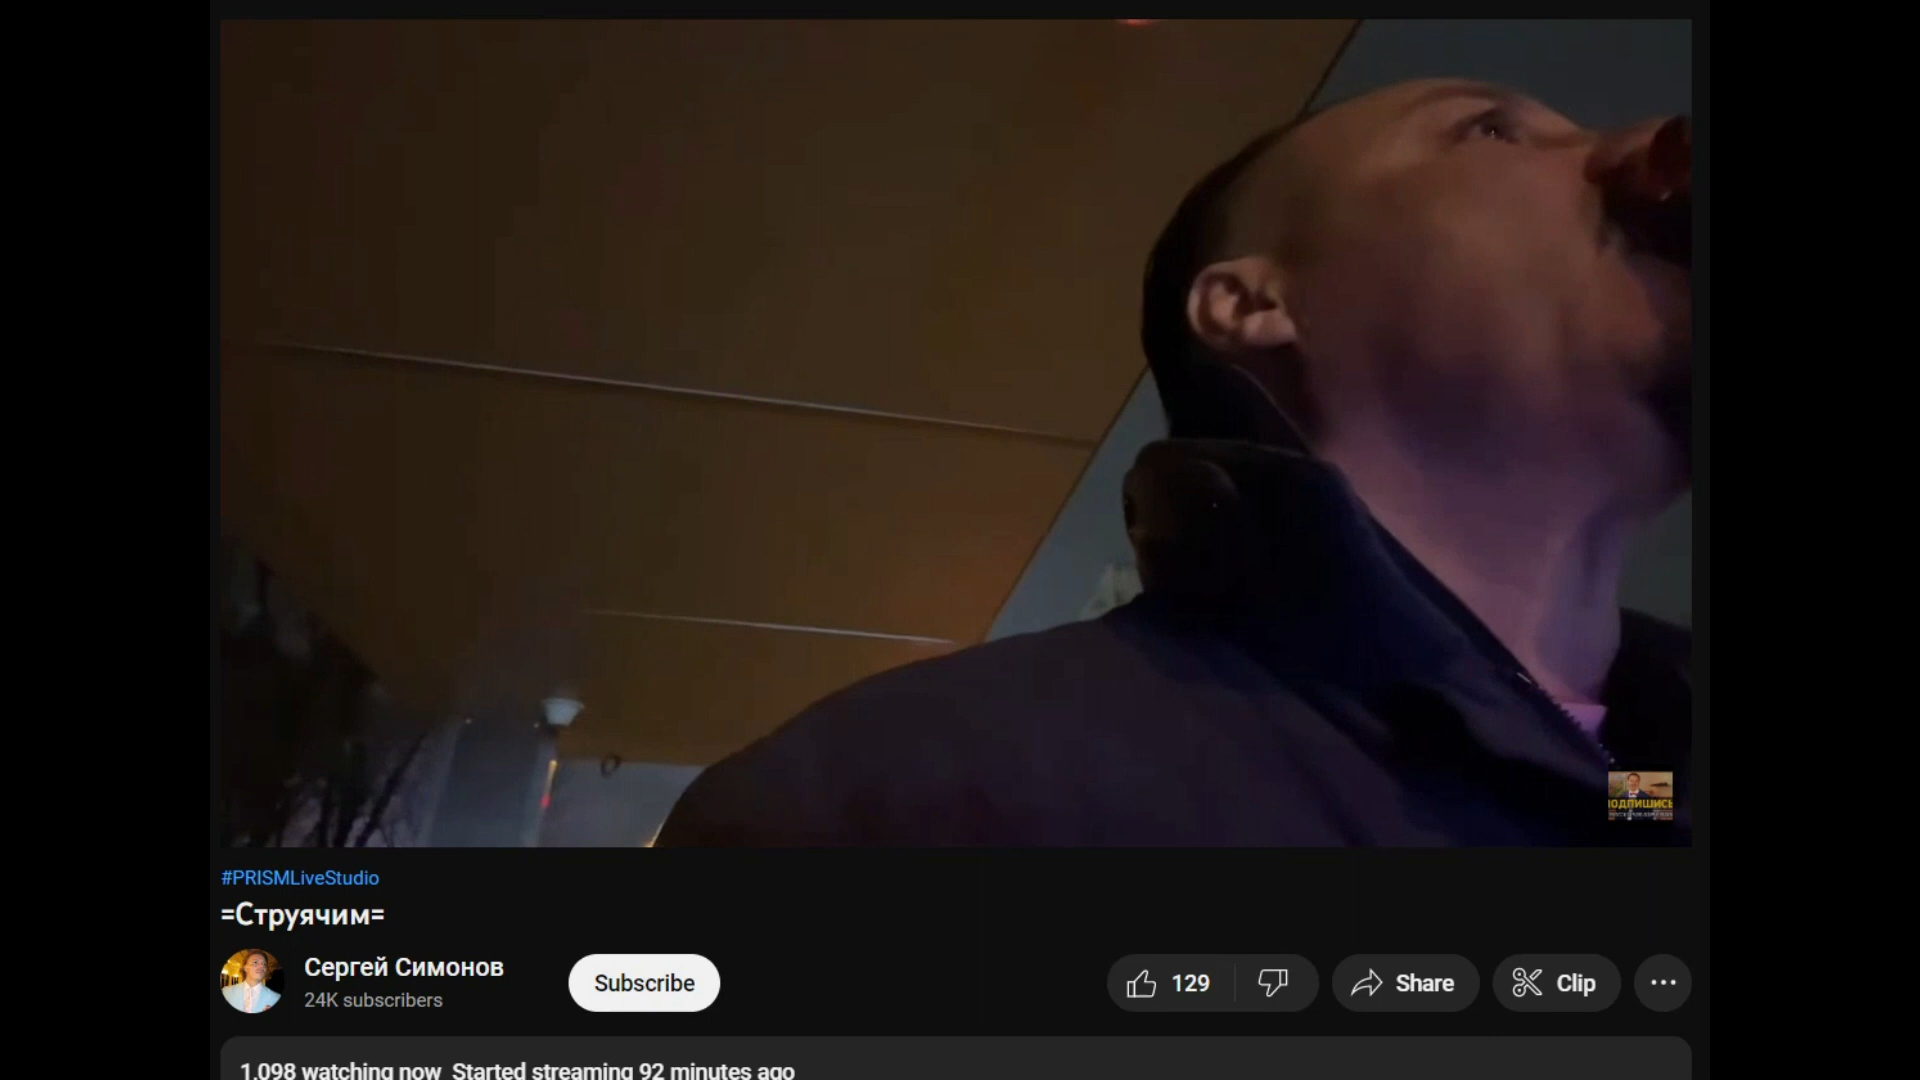 ПОДПИШИСЬ
#PRISMLiveStudio
=Струячим=
Сергей Симонов
24K subscribers
Subscribe
129
Share
Clip
1,098 watching now Started streaming 92 minutes ago